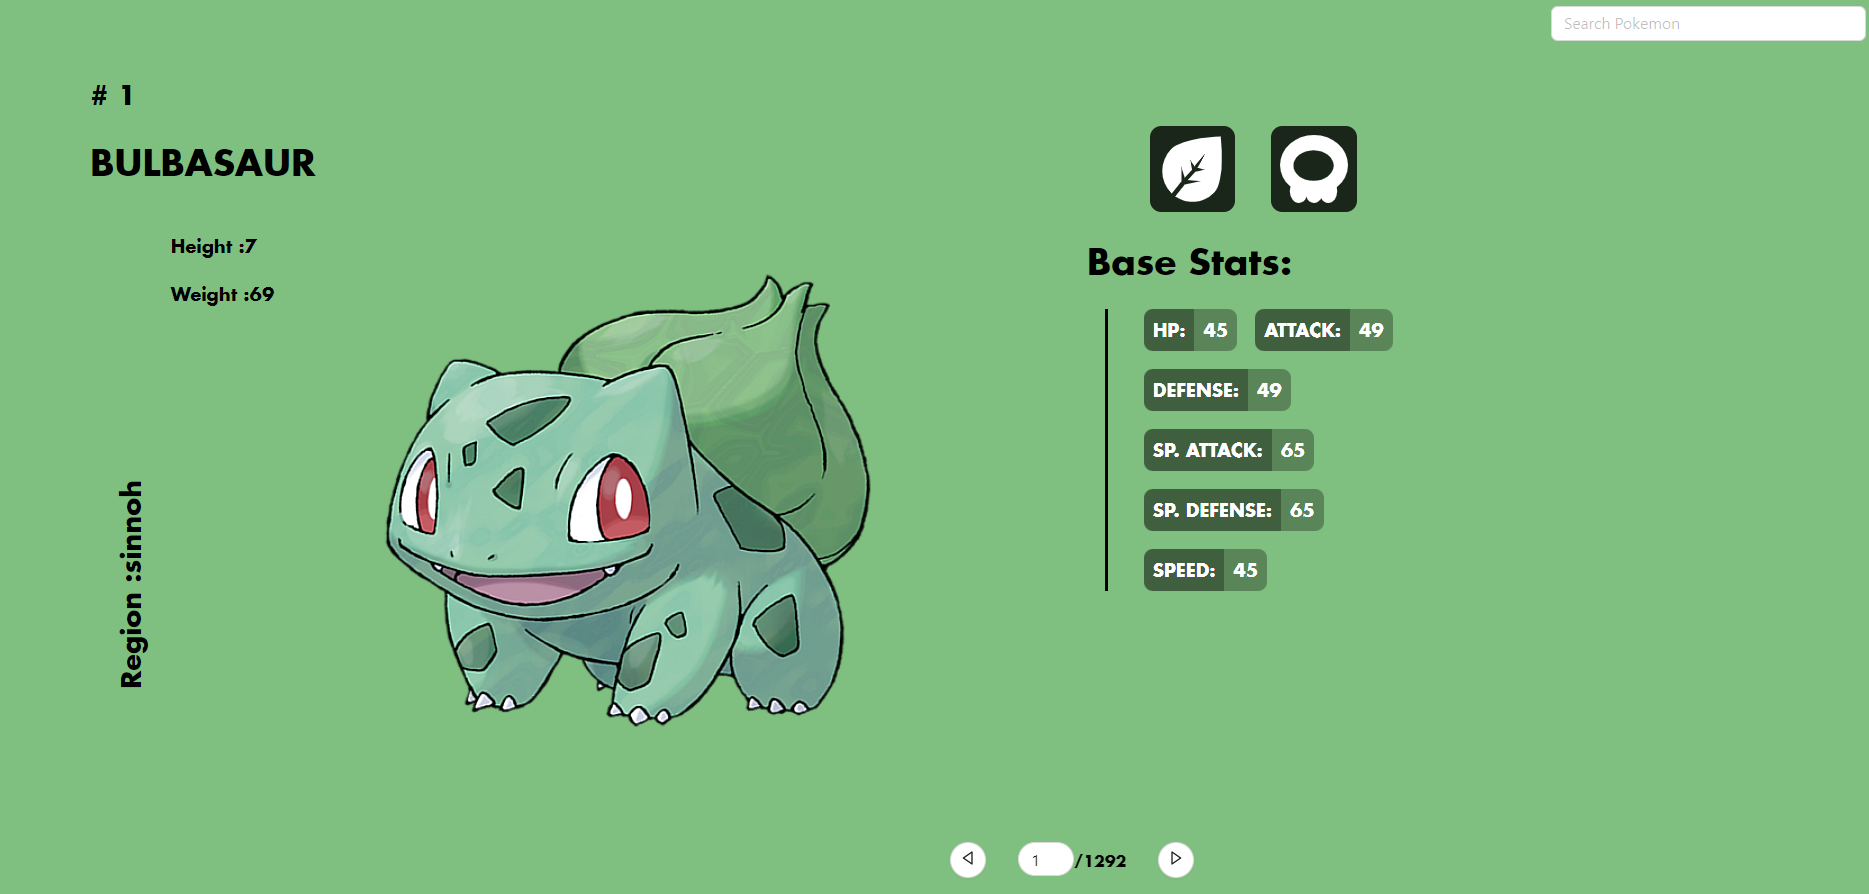 Search Pokemon
# 1
BULBASAUR
Height :7
Weight :69
Region :sinnoh
Base Stats:
HP: 45 ATTACK: 49
DEFENSE: 49
SP. ATTACK: 65
SP. DEFENSE: 65
SPEED: 45
1 /1292